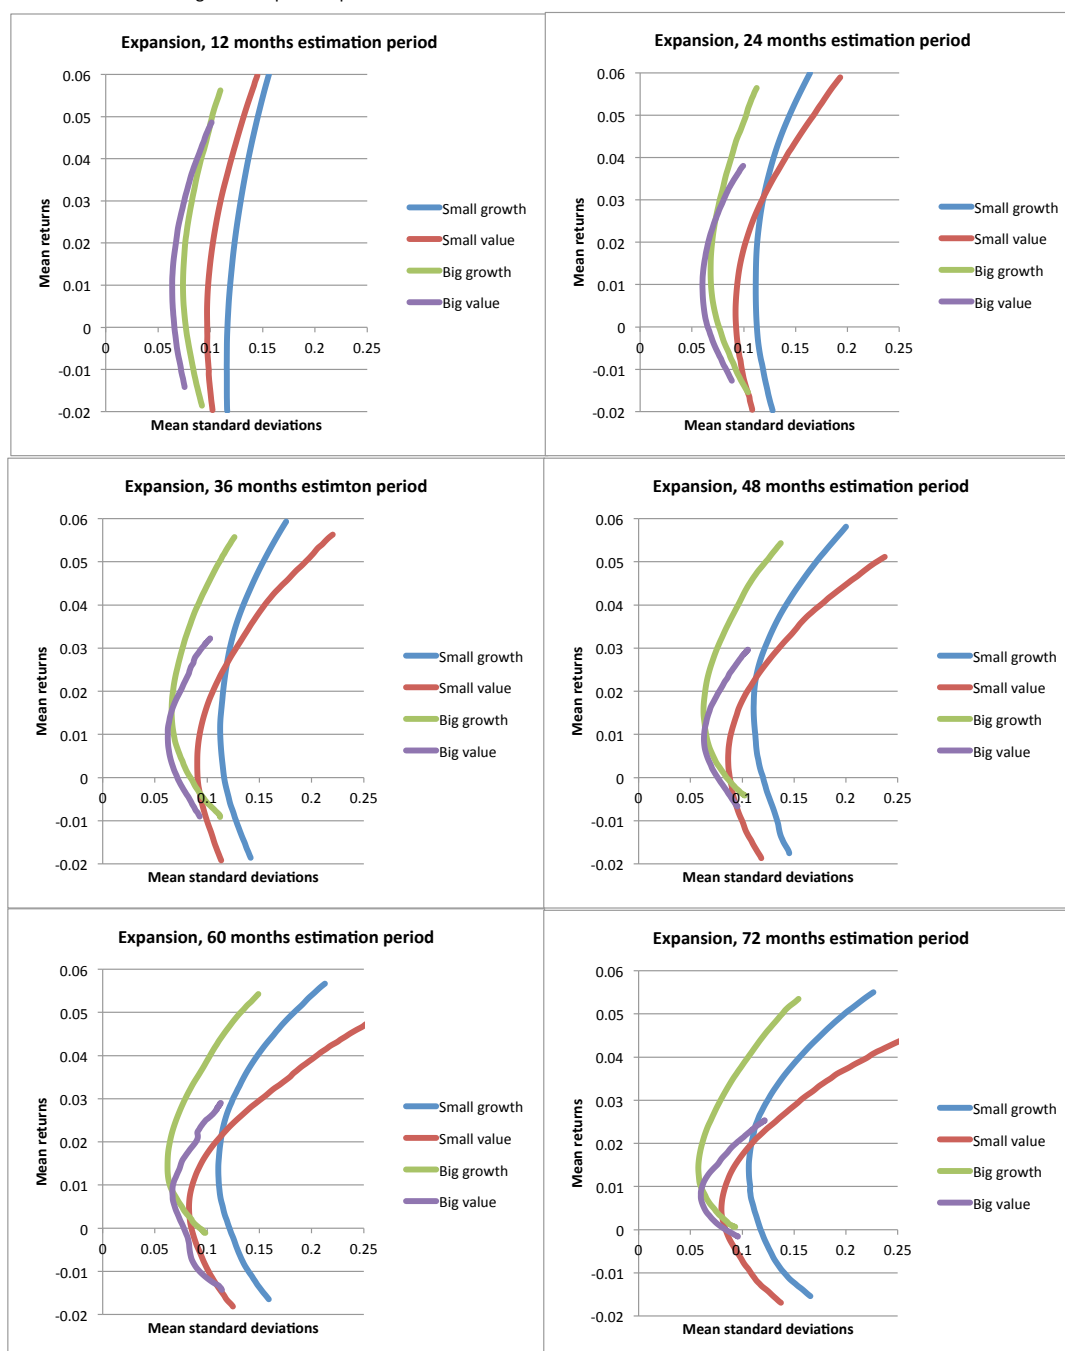 Expansion, 12 months estimation period
0.06
0.05
0.04
0.03
0.02
0.01
0
-0.01
-0.02
0 0.05 0.1 0.15 0.2 0.25
Mean returns
Mean standard deviations
Small growth
Small value
Big growth
Big value
Expansion, 24 months estimation period
0.06
0.05
0.04
0.03
0.02
0.01
0
-0.01
-0.02
0 0.05 0.1 0.15 0.2 0.25
Mean returns
Mean standard deviations
Small growth
Small value
Big growth
Big value
Expansion, 36 months estimton period
0.06
0.05
0.04
0.03
0.02
0.01
0
-0.01
-0.02
0 0.05 0.1 0.15 0.2 0.25
Mean returns
Mean standard deviations
Small growth
Small value
Big growth
Big value
Expansion, 48 months estimation period
0.06
0.05
0.04
0.03
0.02
0.01
0
-0.01
-0.02
0 0.05 0.1 0.15 0.2 0.25
Mean returns
Mean standard deviations
Small growth
Small value
Big growth
Big value
Expansion, 60 months estimation period
0.06
0.05
0.04
0.03
0.02
0.01
0
-0.01
-0.02
0 0.05 0.1 0.15 0.2 0.25
Mean returns
Mean standard deviations
Small growth
Small value
Big growth
Big value
Expansion, 72 months estimation period
0.06
0.05
0.04
0.03
0.02
0.01
0
-0.01
-0.02
0 0.05 0.1 0.15 0.2 0.25
Mean returns
Mean standard deviations
Small growth
Small value
Big growth
Big value